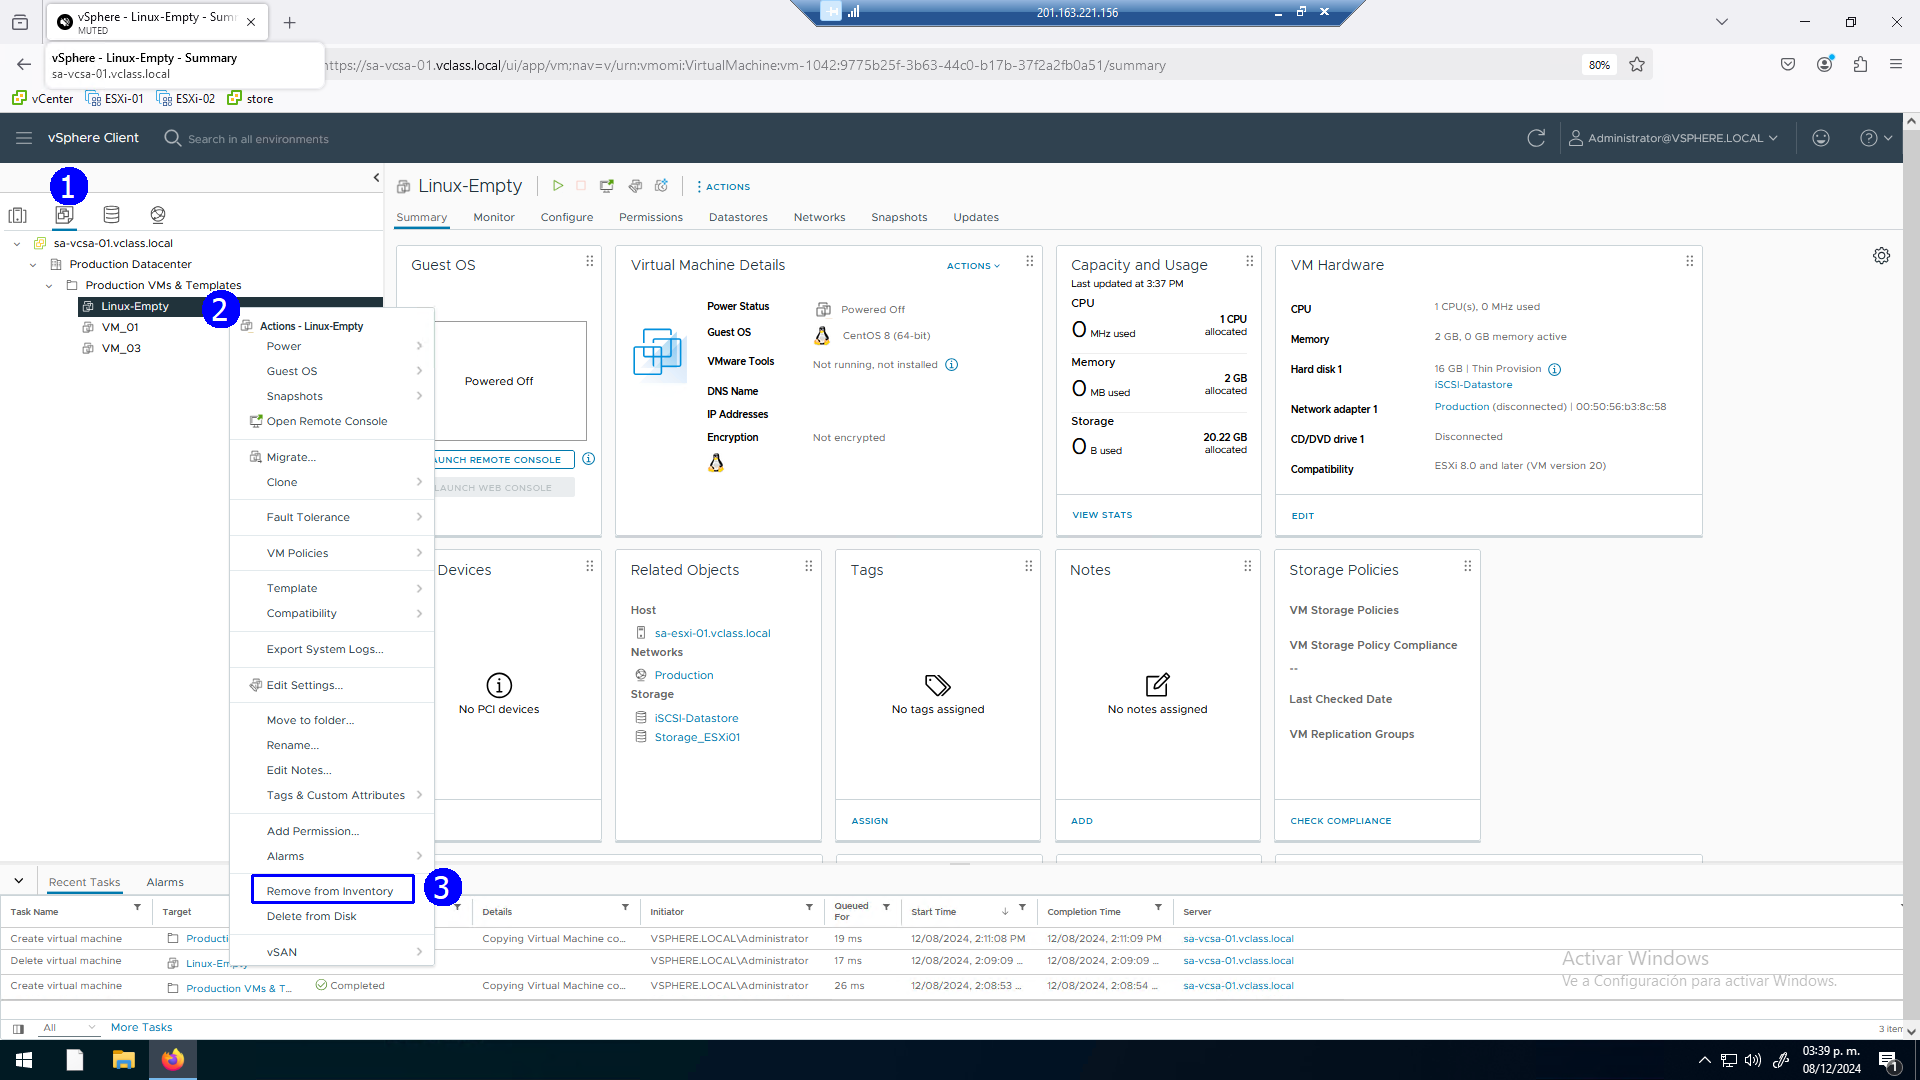 vSphere - Linux-Empty - Sum
MUTED
201.163.221.156
vSphere - Linux-Empty - Summary
sa-vcsa-01.vclass.local
ttps://sa-vcsa-01.vclass.local/ui/app/vm;nav=v/urn:vmomi:VirtualMachine:vm-1042:9775b25f-3b63-44c0-b17b-37f2a2fb0a51/summary
80%
vCenter
ESXi-01
ESXi-02
store
vSphere Client
Search in all environments
Administrator@VSPHERE.LOCAL
1
Linux-Empty
ACTIONS
Summary
Monitor
Configure
Permissions
Datastores
Networks
Snapshots
Updates
sa-vcsa-01.vclass.local
Production Datacenter
Production VMs & Templates
Linux-Empty
2
VM_01
VM_03
Actions - Linux-Empty
Power
Guest OS
Snapshots
Open Remote Console
Migrate...
Clone
Fault Tolerance
VM Policies
Template
Compatibility
Export System Logs...
Edit Settings...
Move to folder...
Rename...
Edit Notes...
Tags & Custom Attributes
Add Permission...
Alarms
Remove from Inventory
3
Delete from Disk
vSAN
Guest OS
Powered Off
AUNCH REMOTE CONSOLE
LAUNCH WEB CONSOLE
Virtual Machine Details
ACTIONS
Power Status
Powered Off
Guest OS
CentOS 8 (64-bit)
VMware Tools
Not running, not installed
DNS Name
IP Addresses
Encryption
Not encrypted
Capacity and Usage
Last updated at 3:37 PM
CPU
0 MHz used
1 CPU
allocated
Memory
0 MB used
2 GB
allocated
Storage
0 B used
20.22 GB
allocated
VIEW STATS
VM Hardware
CPU
1 CPU(s), 0 MHz used
Memory
2 GB, 0 GB memory active
Hard disk 1
16 GB | Thin Provision
iSCSI-Datastore
Network adapter 1
Production (disconnected) | 00:50:56:b3:8c:58
CD/DVD drive 1
Disconnected
Compatibility
ESXi 8.0 and later (VM version 20)
EDIT
Devices
No PCI devices
Related Objects
Host
sa-esxi-01.vclass.local
Networks
Production
Storage
iSCSI-Datastore
Storage_ESXi01
Tags
No tags assigned
ASSIGN
Notes
No notes assigned
ADD
Storage Policies
VM Storage Policies
VM Storage Policy Compliance
--
Last Checked Date
VM Replication Groups
CHECK COMPLIANCE
Recent Tasks
Alarms
Task Name
Target
Details
Initiator
Queued For
Start Time
Completion Time
Server
Create virtual machine
Producti
Copying Virtual Machine co...
VSPHERE.LOCAL\Administrator
19 ms
12/08/2024, 2:11:08 PM
12/08/2024, 2:11:09 PM
sa-vcsa-01.vclass.local
Delete virtual machine
Linux-Empty
VSPHERE.LOCAL\Administrator
17 ms
12/08/2024, 2:09:09 ...
12/08/2024, 2:09:09 ...
sa-vcsa-01.vclass.local
Create virtual machine
Production VMs & T...
Completed
Copying Virtual Machine co...
VSPHERE.LOCAL\Administrator
26 ms
12/08/2024, 2:08:53 ...
12/08/2024, 2:08:54 ...
sa-vcsa-01.vclass.local
Activar Windows
Ve a Configuración para activar Windows.
All
More Tasks
3 item
03:39 p. m.
08/12/2024
1